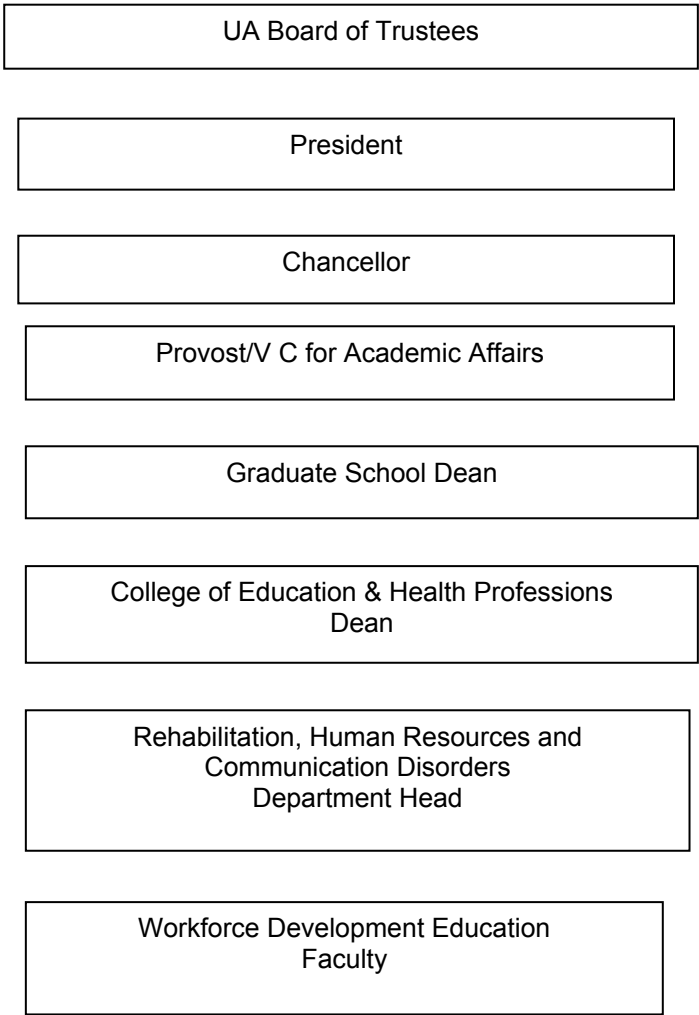 UA Board of Trustees
President
Chancellor
Provost/V C for Academic Affairs
Graduate School Dean
College of Education & Health Professions
Dean
Rehabilitation, Human Resources and
Communication Disorders
Department Head
Workforce Development Education
Faculty